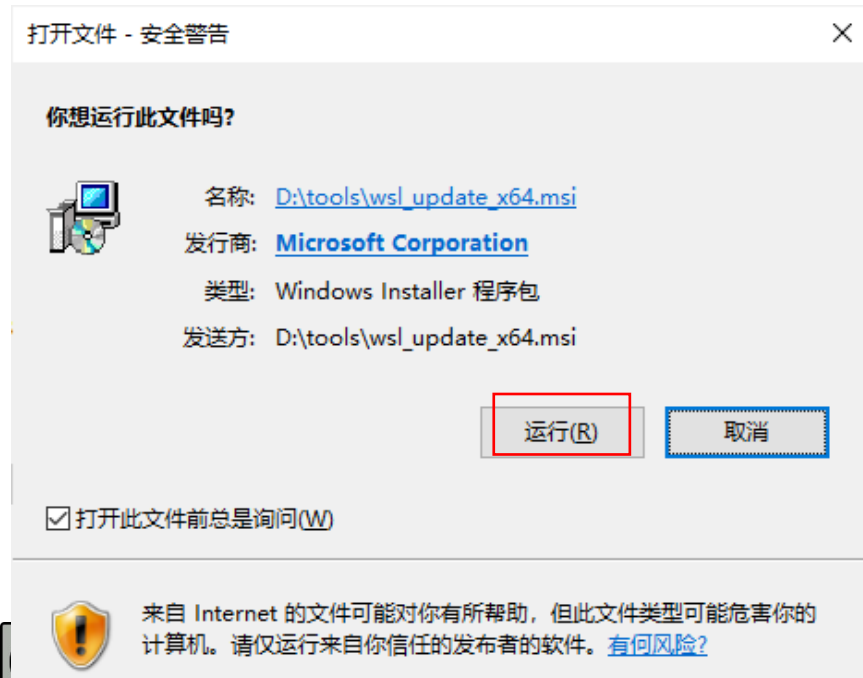 打开文件 - 安全警告
你想运行此文件吗?
名称: D:\tools\wsl_update_x64.msi
发行商: Microsoft Corporation
类型: Windows Installer 程序包
发送方: D:\tools\wsl_update_x64.msi
运行(R) 取消
打开此文件前总是询问(W)
来自 Internet 的文件可能对你有所帮助，但此文件类型可能危害你的
计算机。请仅运行来自你信任的发布者的软件。有何风险?